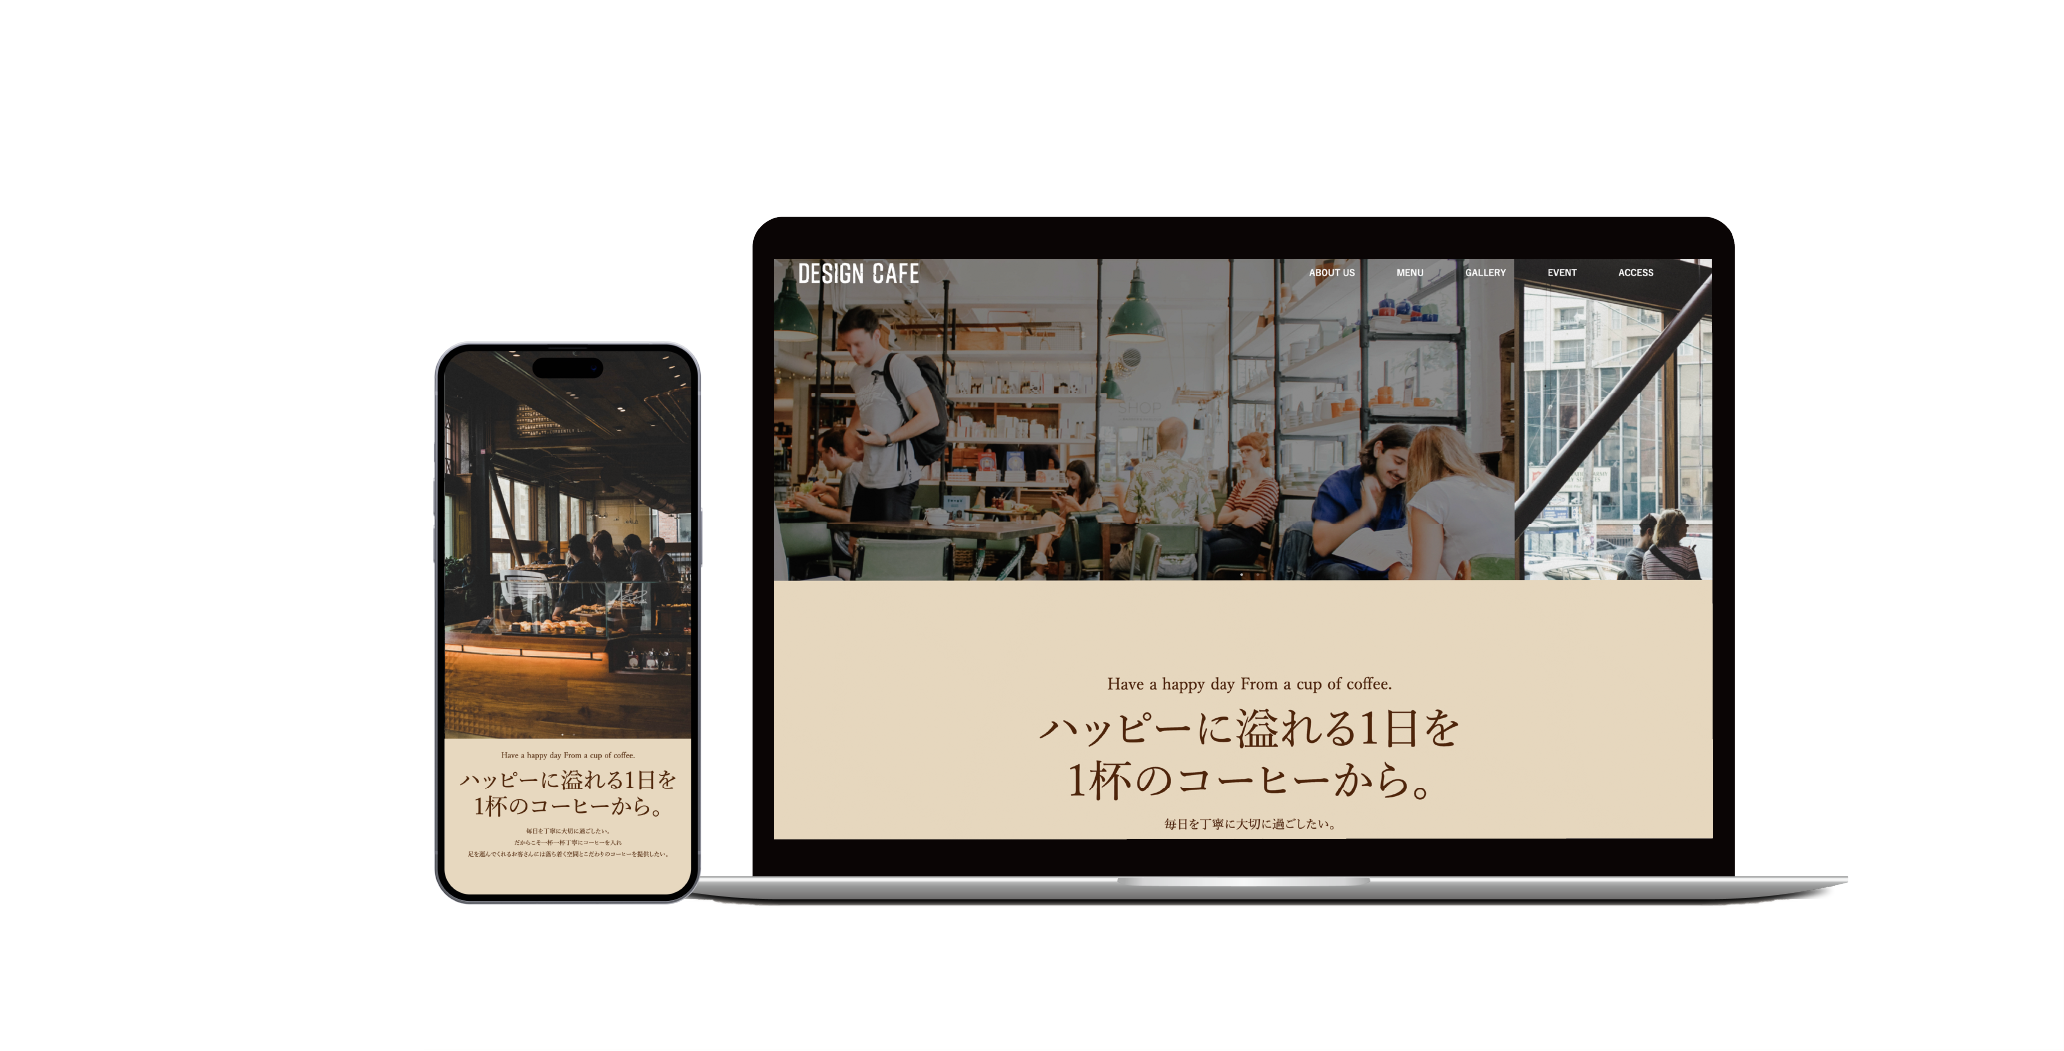 DESIGN CAFE
ABOUT US MENU GALLERY EVENT ACCESS
SHOP
Have a happy day From a cup of coffee.
ハッピーに溢れる1日を
1杯のコーヒーから。
毎日を丁寧に大切に過ごしたい。
Have a happy day From a cup of coffee.
ハッピーに溢れる1日を
1杯のコーヒーから。
毎日を丁寧に大切に過ごしたい。
だからこそ一杯一杯丁寧にコーヒーを入れ
足を運んでくれるお客さんには落ち着く空間とこだわりのコーヒーを提供したい。